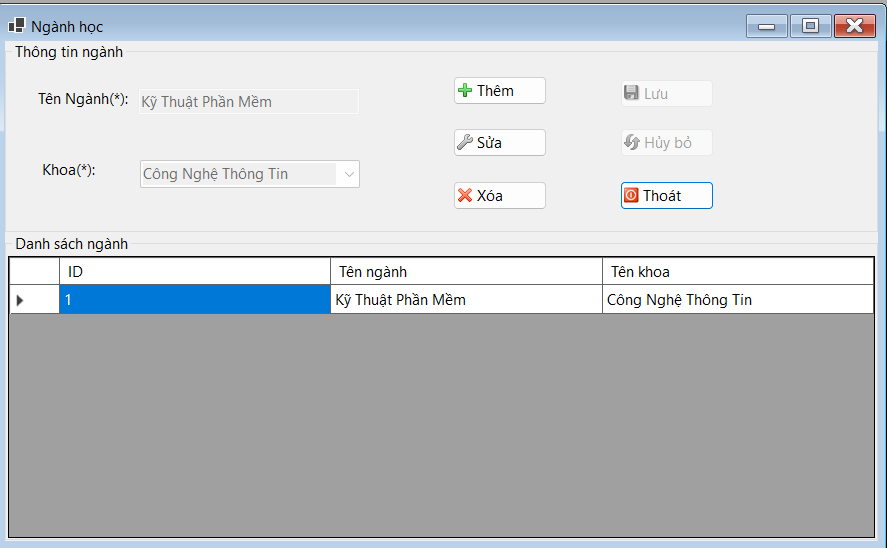 Ngành học
Thông tin ngành
Tên Ngành(*): Kỹ Thuật Phần Mềm
Thêm
Lưu
Sửa
Hủy bỏ
Khoa(*): Công Nghệ Thông Tin
Xóa
Thoát
Danh sách ngành
ID Tên ngành Tên khoa
1 Kỹ Thuật Phần Mềm Công Nghệ Thông Tin